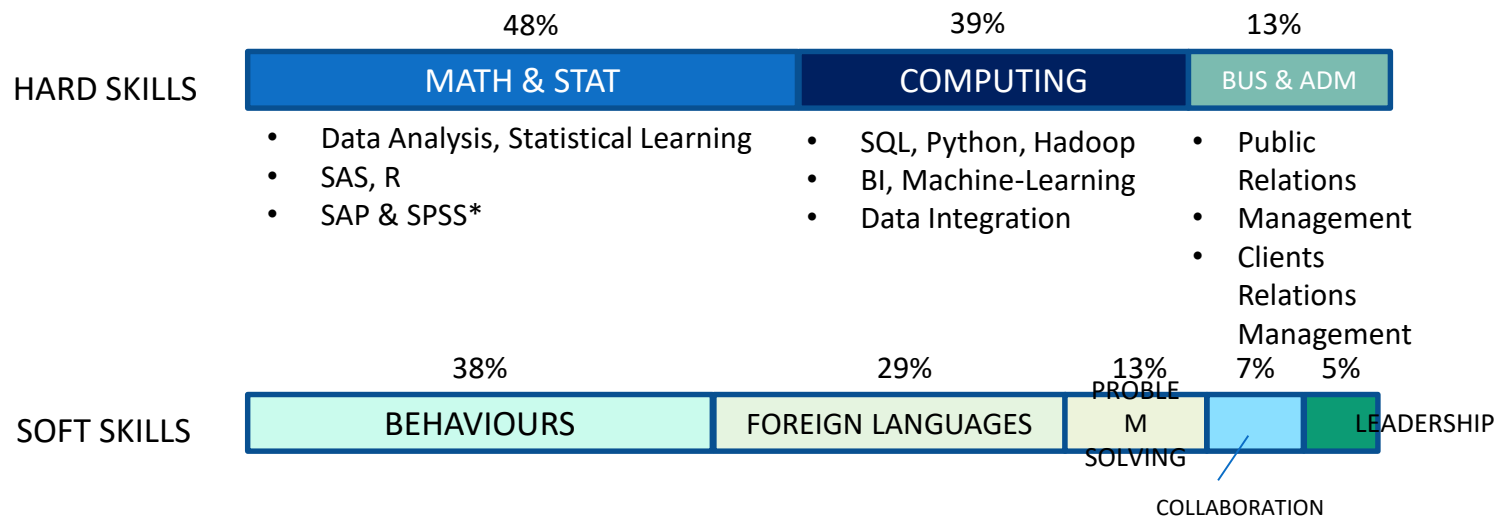 48% 39% 13%
HARD SKILLS MATH & STAT COMPUTING BUS & ADM
• Data Analysis, Statistical Learning
• SAS, R
• SAP & SPSS*
• SQL, Python, Hadoop
• BI, Machine-Learning
• Data Integration
• Public
Relations
• Management
• Clients
Relations
Management
38% 29% 13% 7% 5%
SOFT SKILLS BEHAVIOURS FOREIGN LANGUAGES
PROBLE
M
SOLVING
LEADERSHIP
COLLABORATION